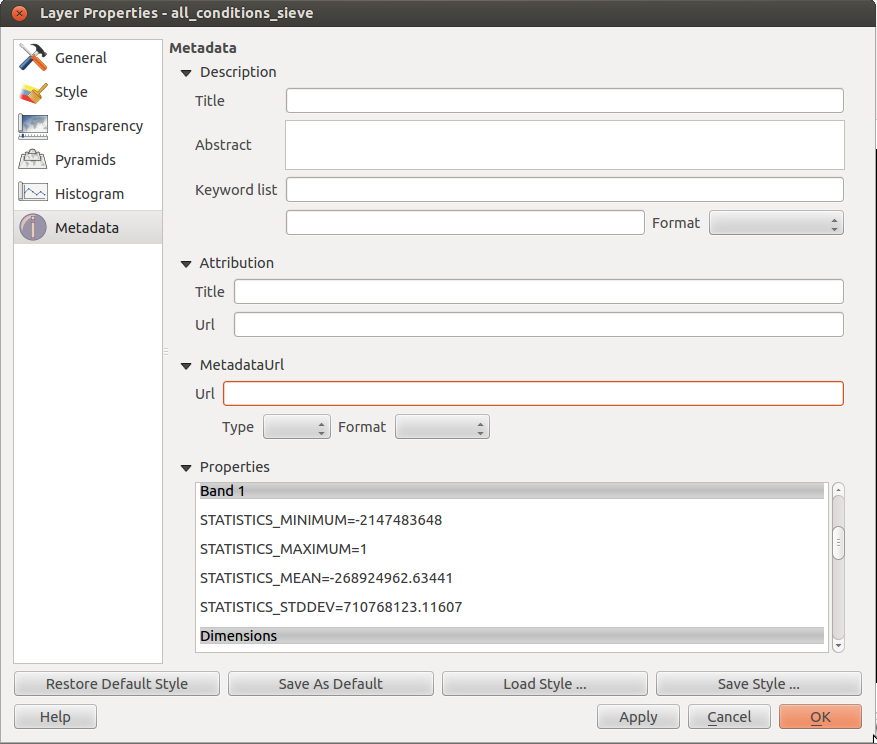 Layer Properties - all_conditions_sieve
General
Style
Transparency
Pyramids
Histogram
Metadata
Metadata
Description
Title
Abstract
Keyword list
Format
Attribution
Title
Url
MetadataUrl
Url
Type Format
Properties
Band 1
STATISTICS_MINIMUM=-2147483648
STATISTICS_MAXIMUM=1
STATISTICS_MEAN=-268924962.63441
STATISTICS_STDDEV=710768123.11607
Dimensions
Restore Default Style Save As Default Load Style ... Save Style ...
Help Apply Cancel OK